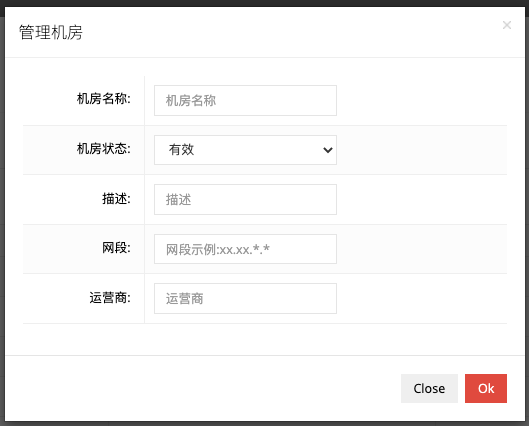 管理机房
×
机房名称: 机房名称
机房状态: 有效
描述: 描述
网段: 网段示例:xx.xx.*.*
运营商: 运营商
Close Ok